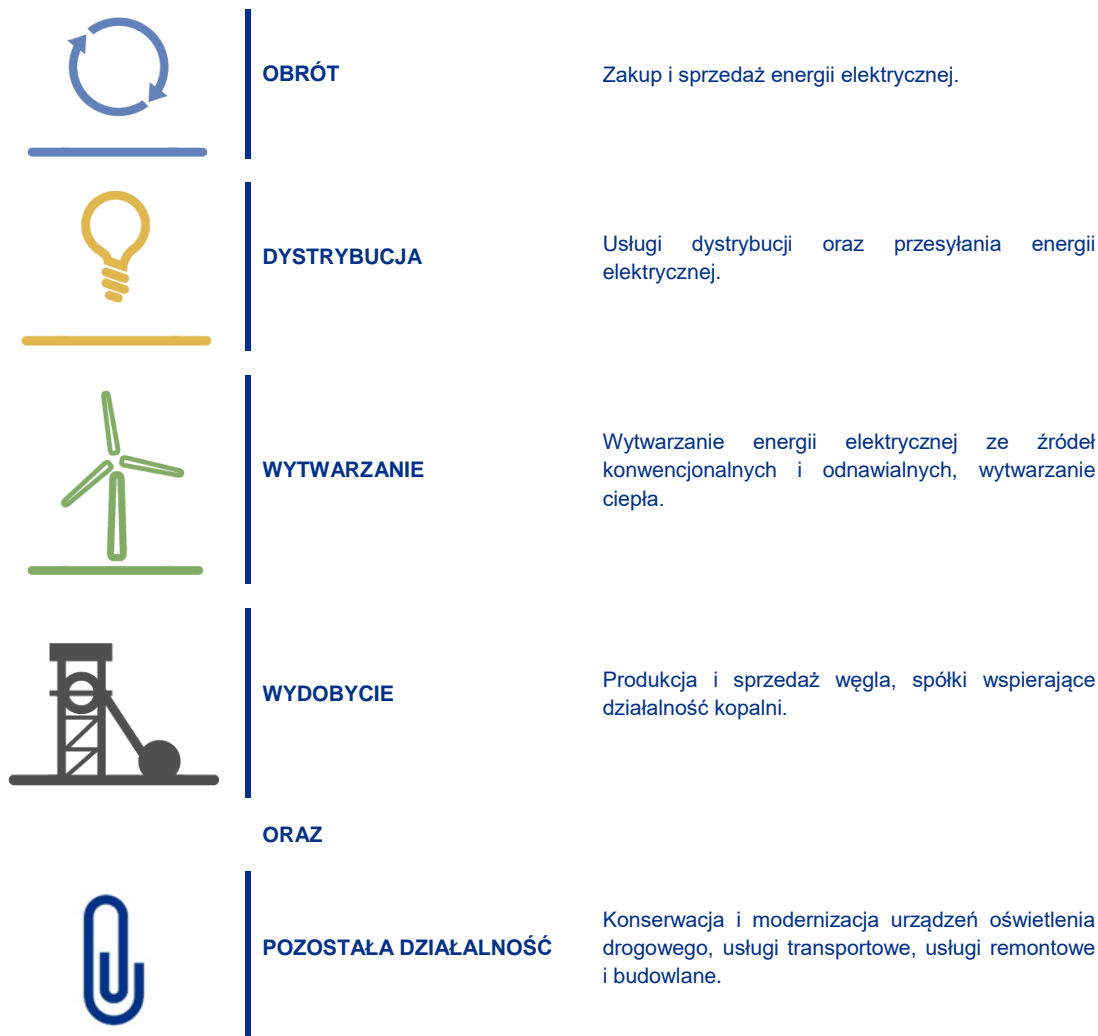 OBRÓT
Zakup i sprzedaż energii elektrycznej.
DYSTRYBUCJA
Usługi dystrybucji oraz przesyłania energii
elektrycznej.
WYTWARZANIE
Wytwarzanie energii elektrycznej ze źródeł
konwencjonalnych i odnawialnych, wytwarzanie
ciepła.
WYDOBYCIE
Produkcja i sprzedaż węgla, spółki wspierające
działalność kopalni.
ORAZ
POZOSTAŁA DZIAŁALNOŚĆ
Konserwacja i modernizacja urządzeń oświetlenia
drogowego, usługi transportowe, usługi remontowe
i budowlane.